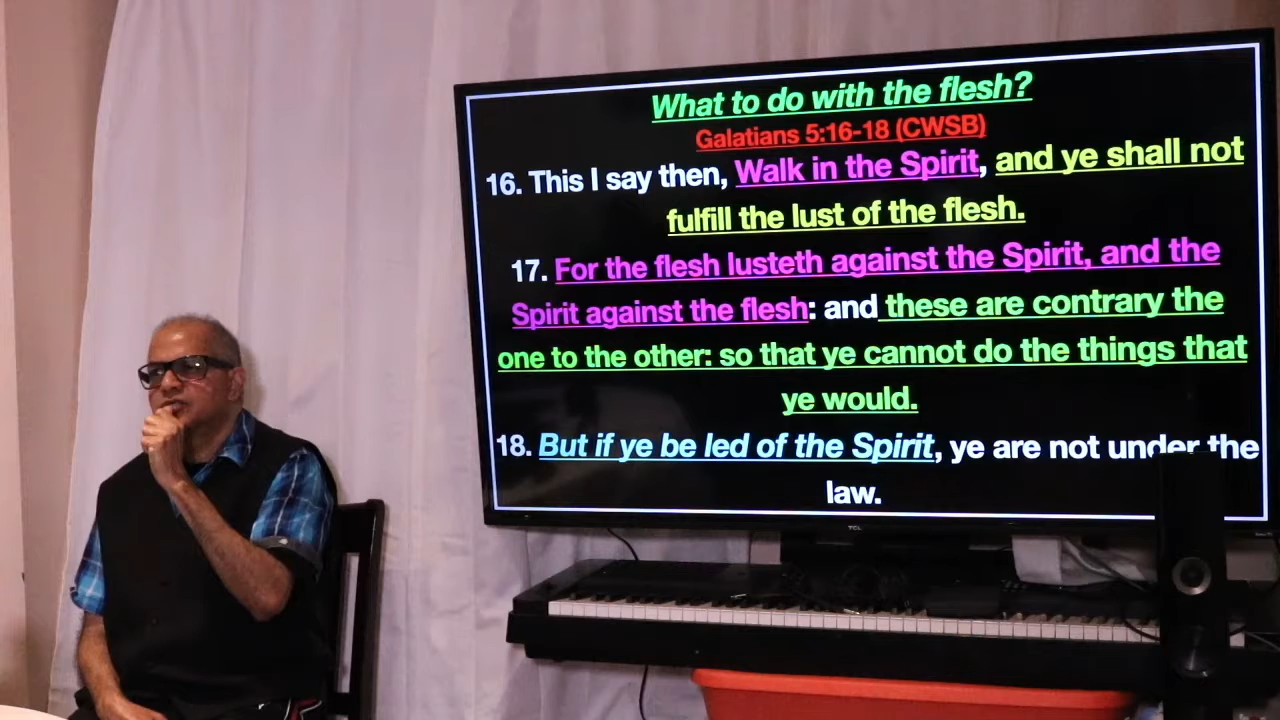 What to do with the flesh?
Galatians 5:16-18 (CWSB)
16. This I say then, Walk in the Spirit, and ye shall not
fulfill the lust of the flesh.
17. For the flesh lusteth against the Spirit, and the
Spirit against the flesh: and these are contrary the
one to the other: so that ye cannot do the things that
ye would.
18. But if ye be led of the Spirit, ye are not under the
law.
TCL